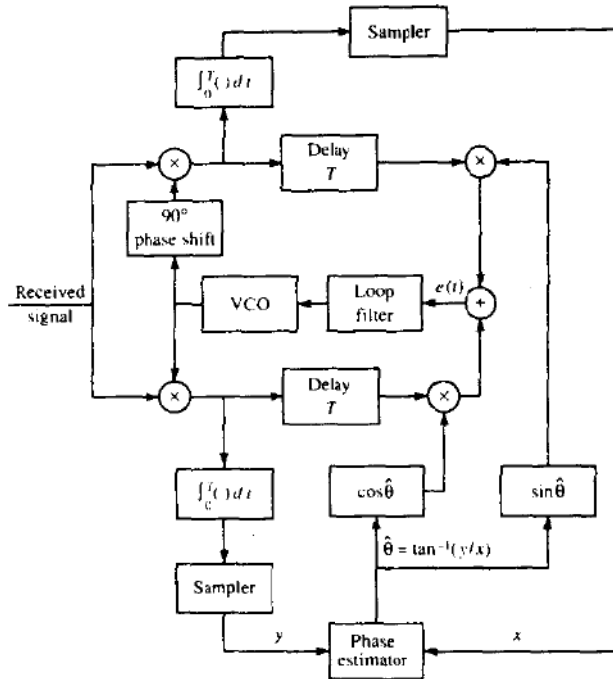 Sampler
∫₀ᵀ( ) dt
×
Delay
T
×
90°
phase shift
Received
signal
VCO
Loop
filter
e(t)
+
×
Delay
T
×
∫₀ᵀ( ) dt
cos θ̂
sin θ̂
θ̂ = tan⁻¹(y/x)
Sampler
y
Phase
estimator
x